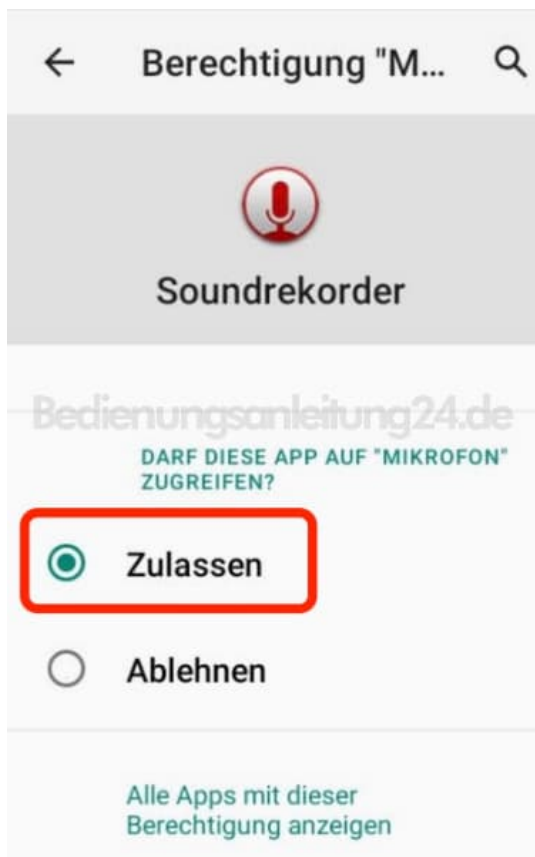 Berechtigung "M...
Soundrekorder
Bedienungsanleitung24.de
DARF DIESE APP AUF "MIKROFON"
ZUGREIFEN?
Zulassen
Ablehnen
Alle Apps mit dieser
Berechtigung anzeigen